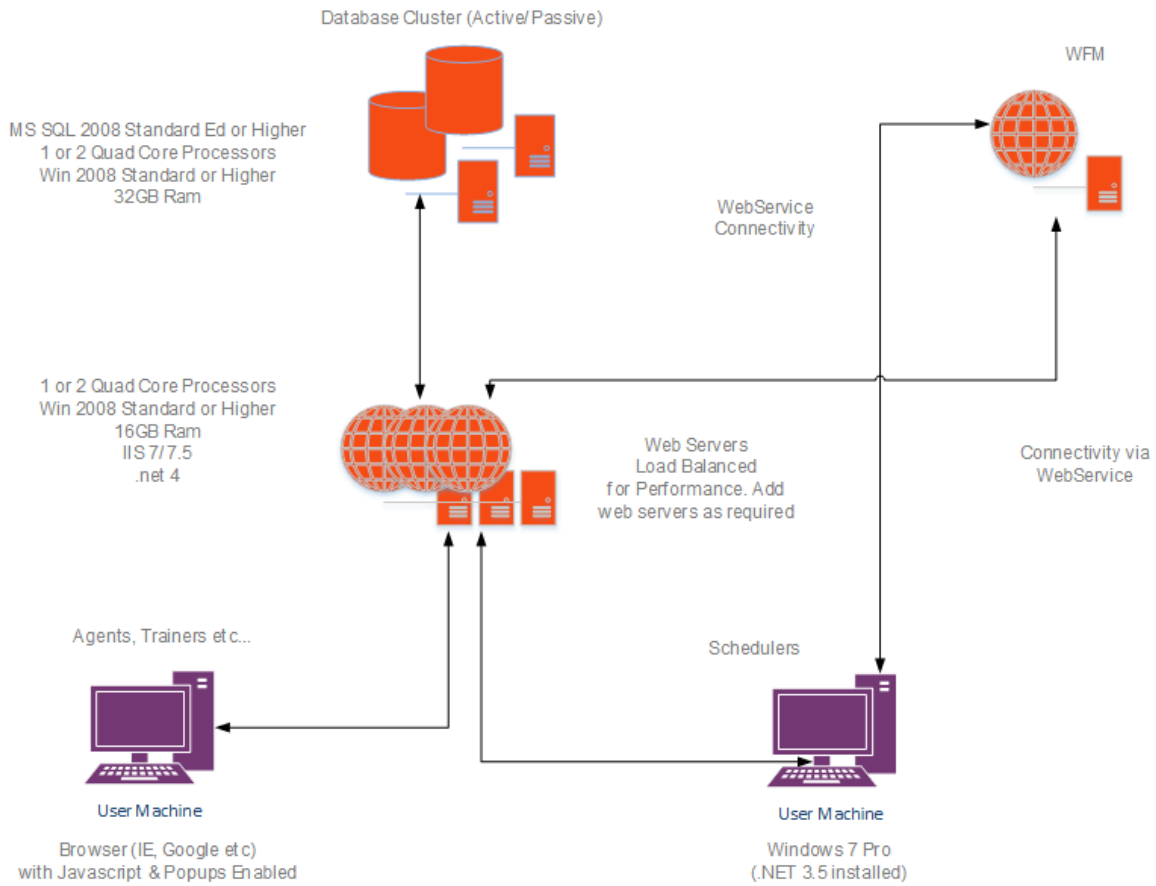 Database Cluster (Active/Passive)
WFM
MS SQL 2008 Standard Ed or Higher
1 or 2 Quad Core Processors
Win 2008 Standard or Higher
32GB Ram
WebService
Connectivity
1 or 2 Quad Core Processors
Win 2008 Standard or Higher
16GB Ram
IIS 7/7.5
.net 4
Web Servers
Load Balanced
for Performance. Add
web servers as required
Connectivity via
WebService
Agents, Trainers etc...
Schedulers
User Machine
Browser (IE, Google etc)
with Javascript & Popups Enabled
User Machine
Windows 7 Pro
(.NET 3.5 installed)